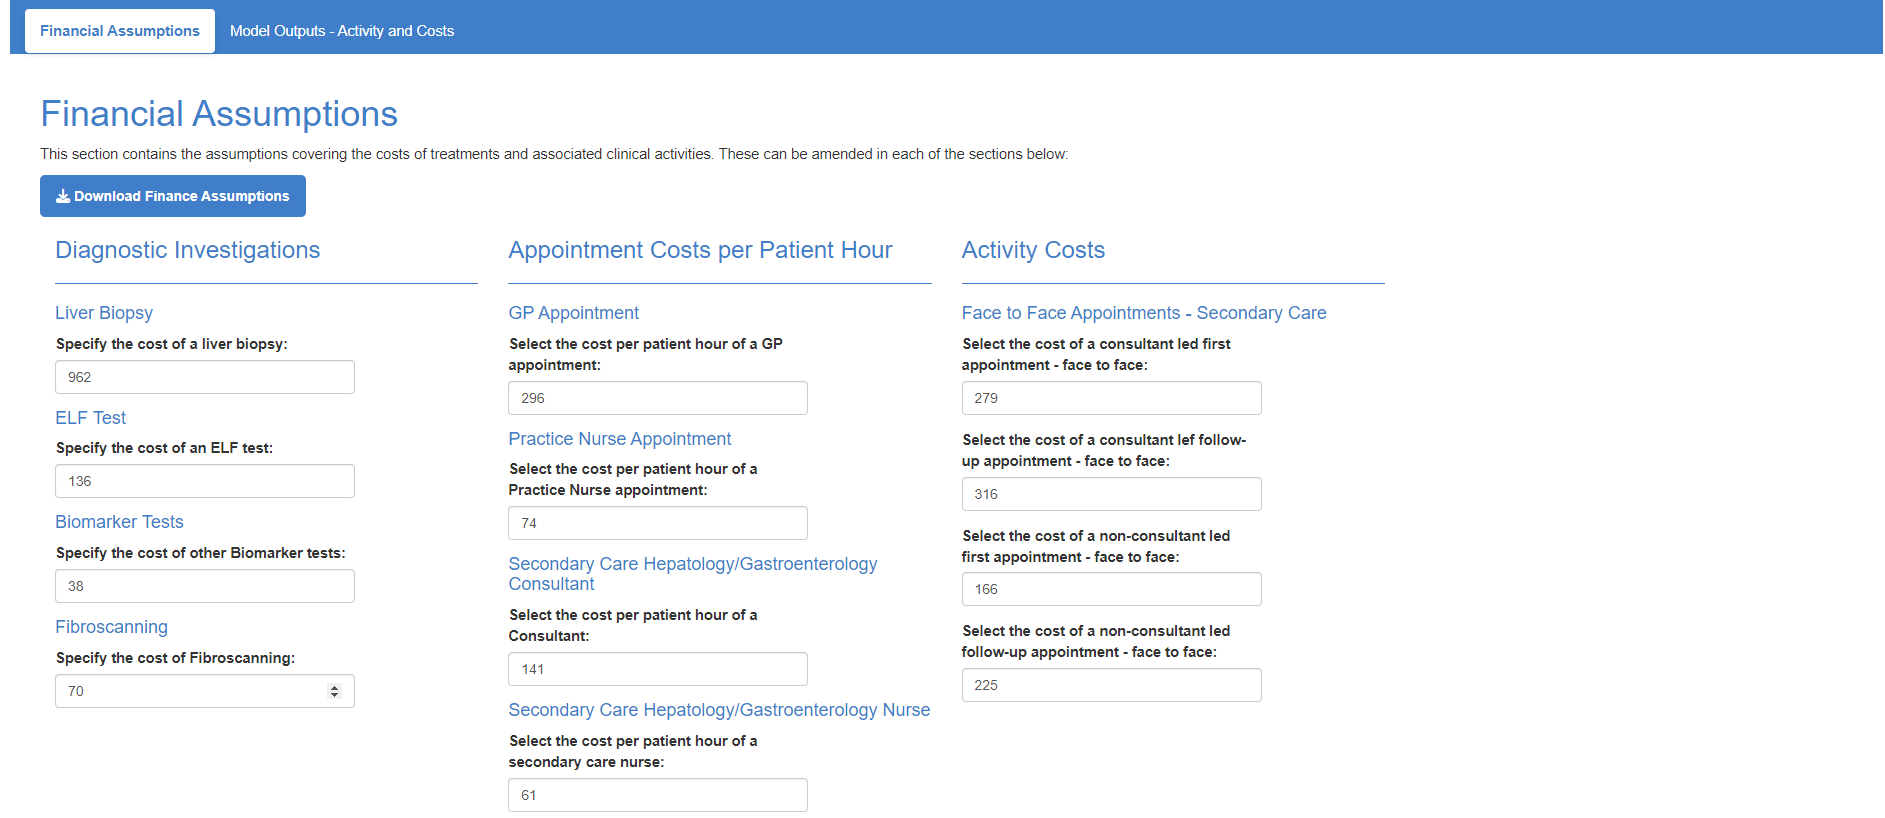 Financial Assumptions
Model Outputs - Activity and Costs
Financial Assumptions
This section contains the assumptions covering the costs of treatments and associated clinical activities. These can be amended in each of the sections below:
Download Finance Assumptions
Diagnostic Investigations
Liver Biopsy
Specify the cost of a liver biopsy:
962
ELF Test
Specify the cost of an ELF test:
136
Biomarker Tests
Specify the cost of other Biomarker tests:
38
Fibroscanning
Specify the cost of Fibroscanning:
70
Appointment Costs per Patient Hour
GP Appointment
Select the cost per patient hour of a GP
appointment:
296
Practice Nurse Appointment
Select the cost per patient hour of a
Practice Nurse appointment:
74
Secondary Care Hepatology/Gastroenterology
Consultant
Select the cost per patient hour of a
Consultant:
141
Secondary Care Hepatology/Gastroenterology Nurse
Select the cost per patient hour of a
secondary care nurse:
61
Activity Costs
Face to Face Appointments - Secondary Care
Select the cost of a consultant led first
appointment - face to face:
279
Select the cost of a consultant lef follow-
up appointment - face to face:
316
Select the cost of a non-consultant led
first appointment - face to face:
166
Select the cost of a non-consultant led
follow-up appointment - face to face:
225